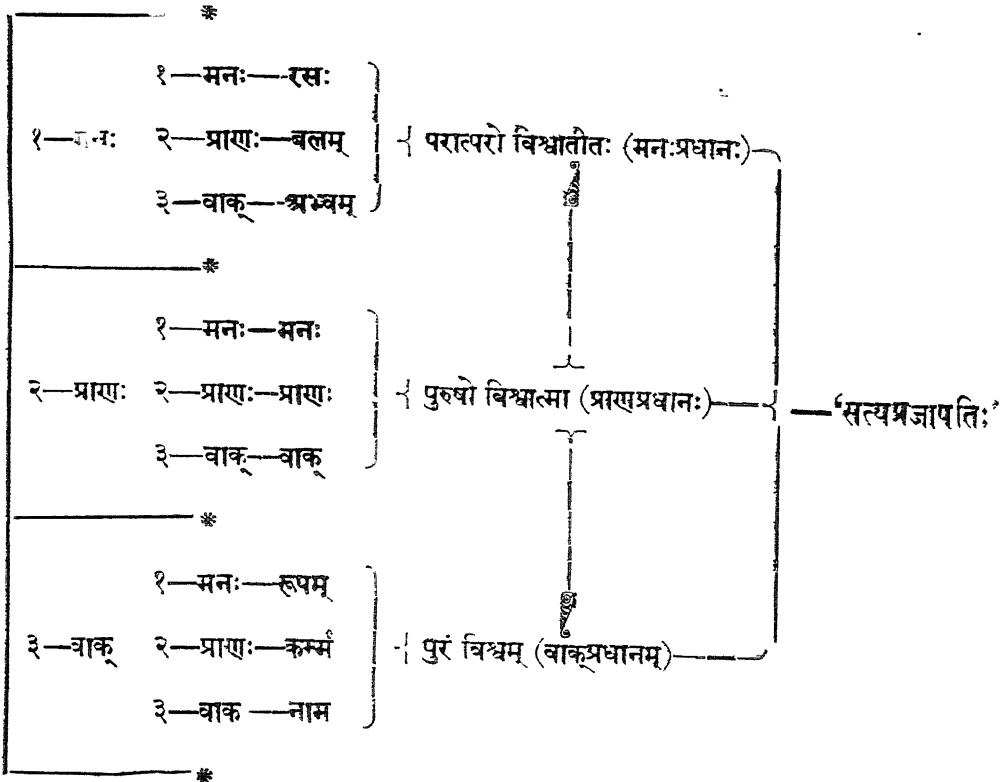 १—मनः—रसः
१—मनः २—प्राणः—बलम् परात्परो विश्वातीतः (मनःप्रधानः)
३—वाक्—अभ्वम्
१—मनः—मनः
२—प्राणः २—प्राणः—प्राणः पुरुषो विश्वात्मा (प्राणप्रधानः) — 'सत्यप्रजापतिः'
३—वाक्—वाक्
१—मनः—रूपम्
३—वाक् २—प्राणः—कर्म्म पुरं विश्वम् (वाक्प्रधानम्)
३—वाक —नाम